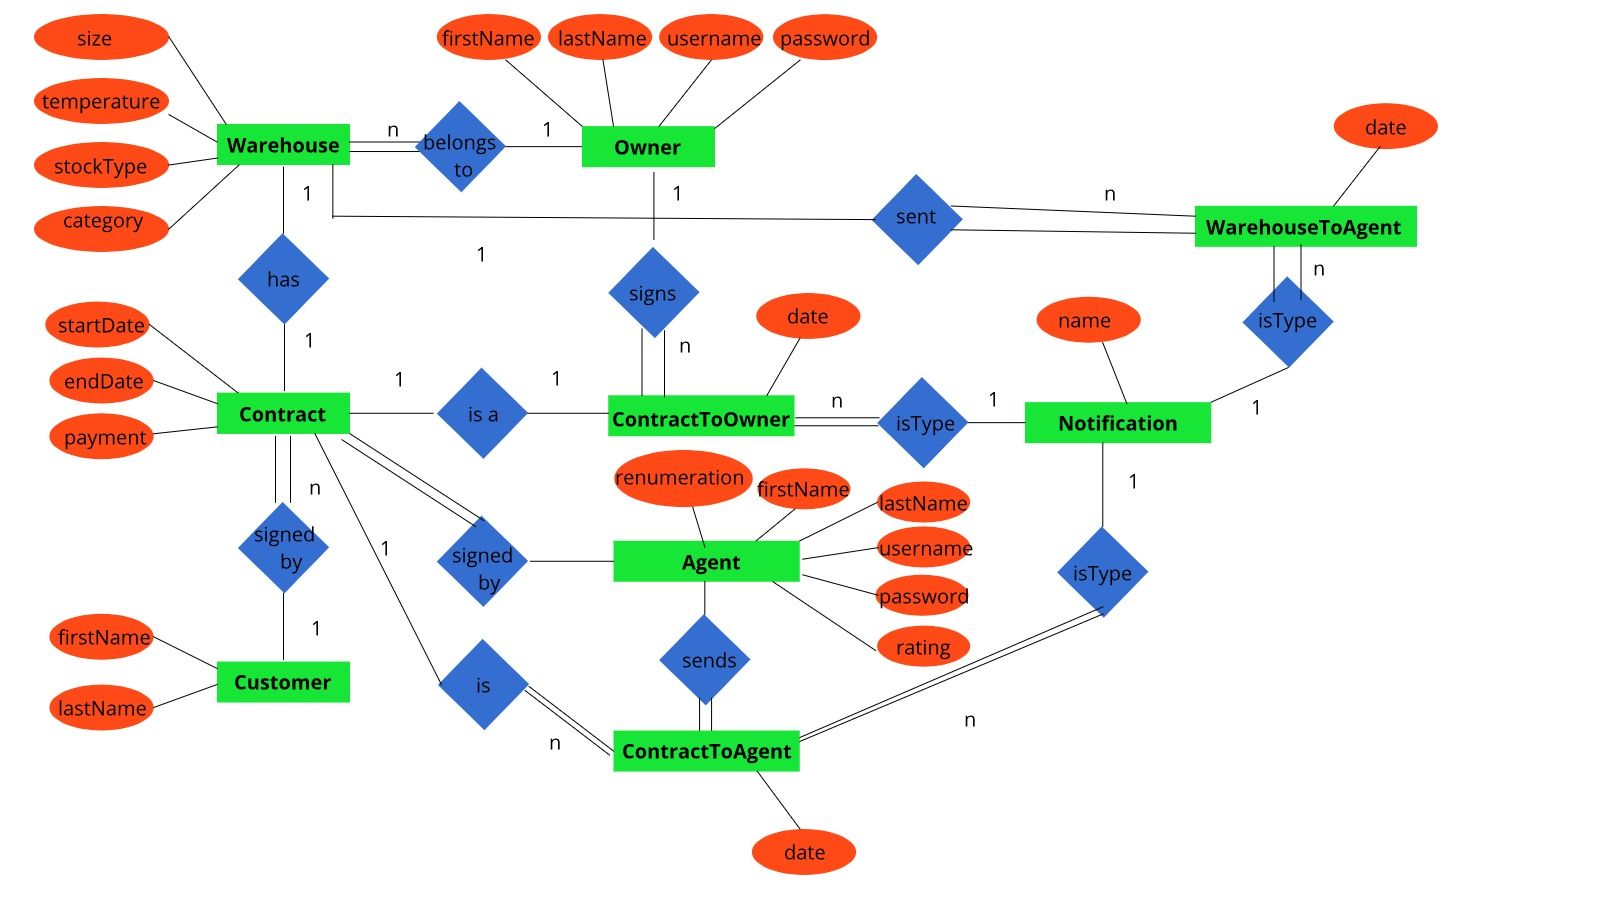 size
firstName
lastName
username
password
temperature
date
n
belongs
to
1
Warehouse
Owner
stockType
1
1
n
category
sent
WarehouseToAgent
1
has
signs
n
startDate
date
name
isType
1
n
endDate
1
1
n
1
1
Contract
is a
ContractToOwner
isType
Notification
payment
renumeration
firstName
lastName
1
n
signed
by
1
signed
by
Agent
username
isType
password
1
firstName
rating
Customer
is
sends
lastName
n
n
ContractToAgent
date